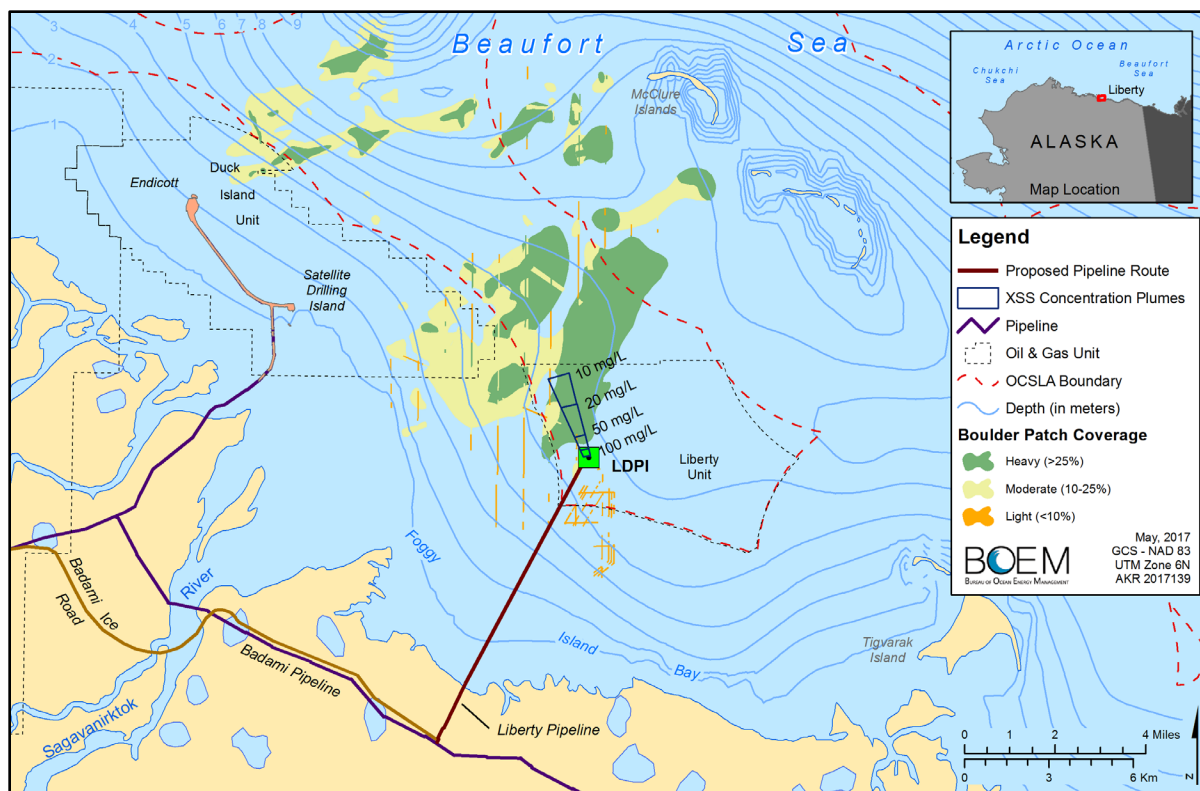 1
2
3
4
5
6
7
8
9
Beaufort Sea
McClure
Islands
Endicott
Duck
Island
Unit
Satellite
Drilling
Island
10 mg/L
20 mg/L
50 mg/L
100 mg/L
LDPI
Liberty
Unit
Foggy
Island
Bay
Tigvarak
Island
River
Badami Ice
Road
Badami Pipeline
Liberty Pipeline
Sagavanirktok
Arctic Ocean
Chukchi
Sea
Beaufort
Sea
Liberty
ALASKA
Map Location
Legend
Proposed Pipeline Route
XSS Concentration Plumes
Pipeline
Oil & Gas Unit
OCSLA Boundary
Depth (in meters)
Boulder Patch Coverage
Heavy (>25%)
Moderate (10-25%)
Light (<10%)
BOEM
BUREAU OF OCEAN ENERGY MANAGEMENT
May, 2017
GCS - NAD 83
UTM Zone 6N
AKR 2017139
0 2 4 Miles
0 3 6 Km
N